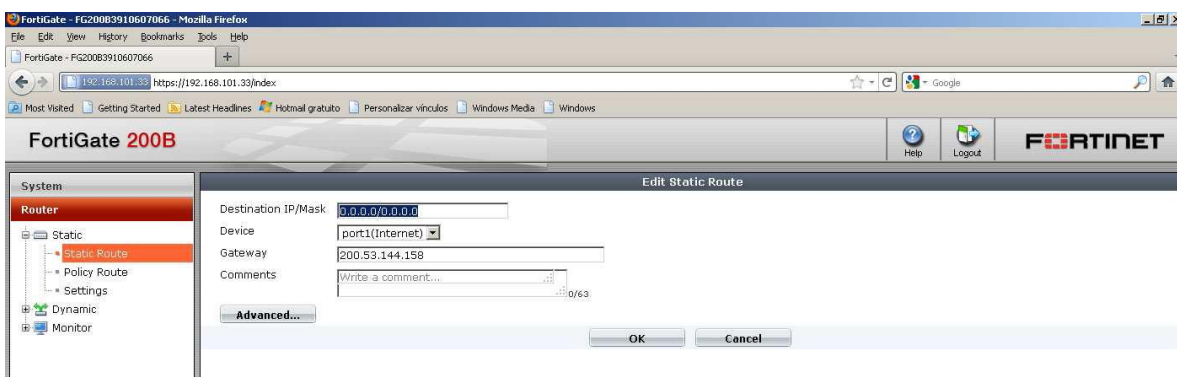 FortiGate - FG200B3910607066 - Mozilla Firefox
File Edit View History Bookmarks Tools Help
FortiGate - FG200B3910607066 +
192.168.101.33 https://192.168.101.33/index
Google
Most Visited Getting Started Latest Headlines Hotmail gratuito Personalizar vínculos Windows Media Windows
FortiGate 200B
Help Logout
FORTINET
System
Router
Static
Static Route
Policy Route
Settings
Dynamic
Monitor
Edit Static Route
Destination IP/Mask 0.0.0.0/0.0.0.0
Device port1(Internet)
Gateway 200.53.144.158
Comments Write a comment... 0/63
Advanced...
OK Cancel